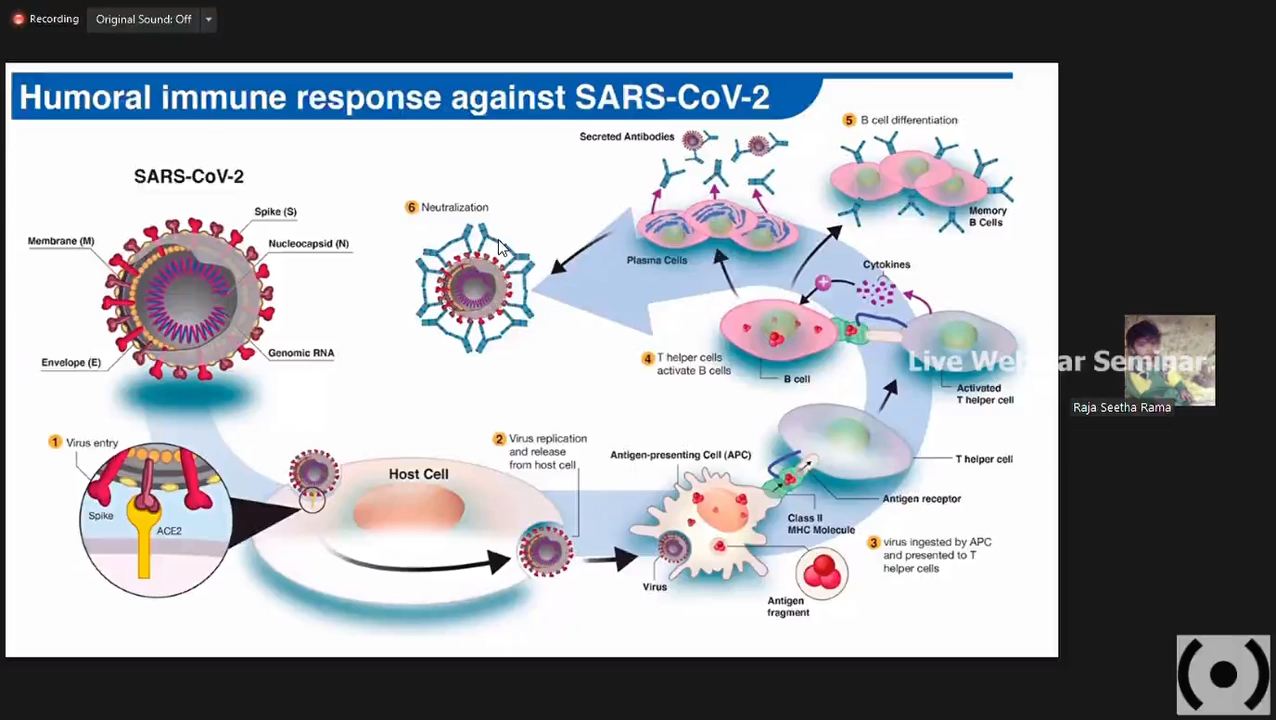 Recording
Original Sound: Off
Humoral immune response against SARS-CoV-2
SARS-CoV-2
Spike (S)
Membrane (M)
Nucleocapsid (N)
Envelope (E)
Genomic RNA
1 Virus entry
Spike
ACE2
Host Cell
2 Virus replication
and release
from host cell
Antigen-presenting Cell (APC)
Virus
Class II
MHC Molecule
Antigen
fragment
3 virus ingested by APC
and presented to T
helper cells
Antigen receptor
T helper cell
Activated
T helper cell
Cytokines
4 T helper cells
activate B cells
B cell
5 B cell differentiation
Memory
B Cells
Plasma Cells
Secreted Antibodies
6 Neutralization
Live Webinar Seminar
Raja Seetha Rama